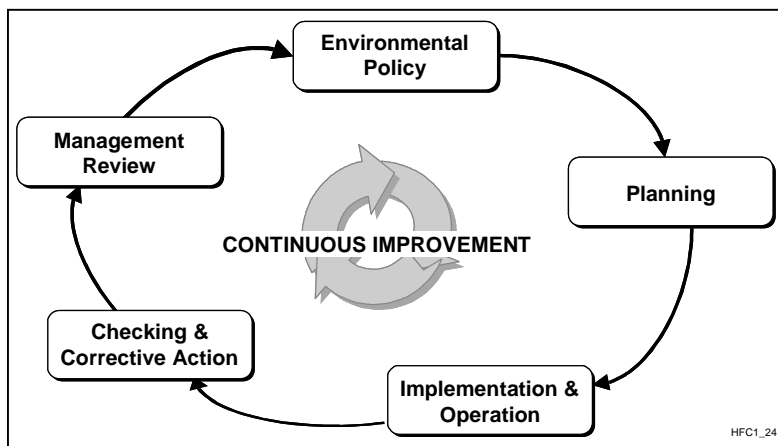 Environmental
Policy
Planning
Implementation &
Operation
Checking &
Corrective Action
Management
Review
CONTINUOUS IMPROVEMENT
HFC1_24